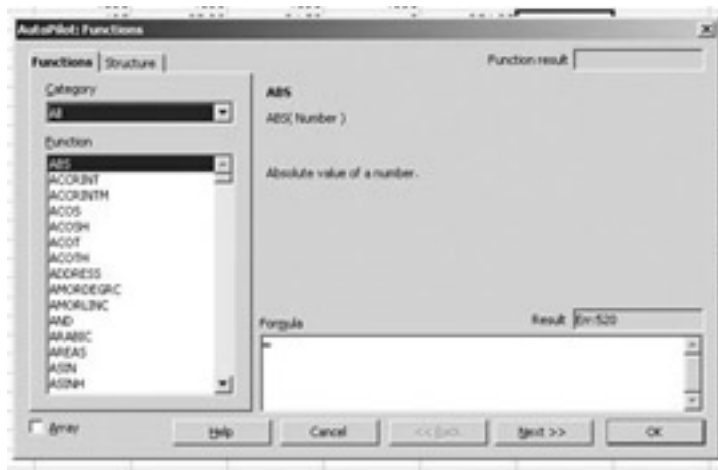 AutoPilot: Functions
Functions
Structure
Function result
Category
All
Function
ABS
ACCRINT
ACCRINTM
ACOS
ACOSH
ACOT
ACOTH
ADDRESS
AMORDEGRC
AMORLINC
AND
ARABIC
AREAS
ASIN
ASINH
ABS
ABS( Number )
Absolute value of a number.
Formula
Result
Err:520
=
Array
Help
Cancel
<< Back
Next >>
OK